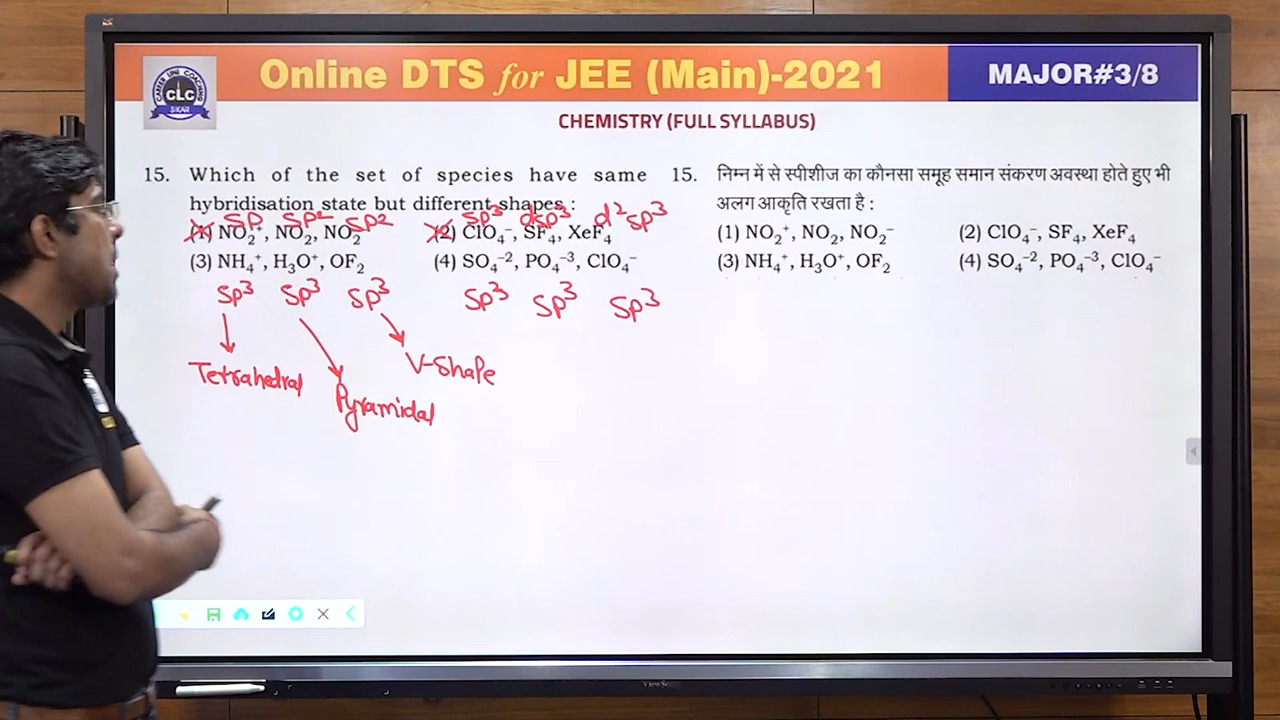 CAREER LINE COACHING
CLC
SIKAR
Online DTS for JEE (Main)-2021
MAJOR#3/8
CHEMISTRY (FULL SYLLABUS)
15. Which of the set of species have same
hybridisation state but different shapes :
sp sp² sp²
(1) NO₂⁺, NO₂, NO₂⁻
sp³ dsp³ d²sp³
(2) ClO₄⁻, SF₄, XeF₄
(3) NH₄⁺, H₃O⁺, OF₂
(4) SO₄⁻², PO₄⁻³, ClO₄⁻
sp³ sp³ sp³
sp³ sp³ sp³
Tetrahedral
Pyramidal
V-shape
15. निम्न में से स्पीशीज का कौनसा समूह समान संकरण अवस्था होते हुए भी
अलग आकृति रखता है :
(1) NO₂⁺, NO₂, NO₂⁻
(2) ClO₄⁻, SF₄, XeF₄
(3) NH₄⁺, H₃O⁺, OF₂
(4) SO₄⁻², PO₄⁻³, ClO₄⁻